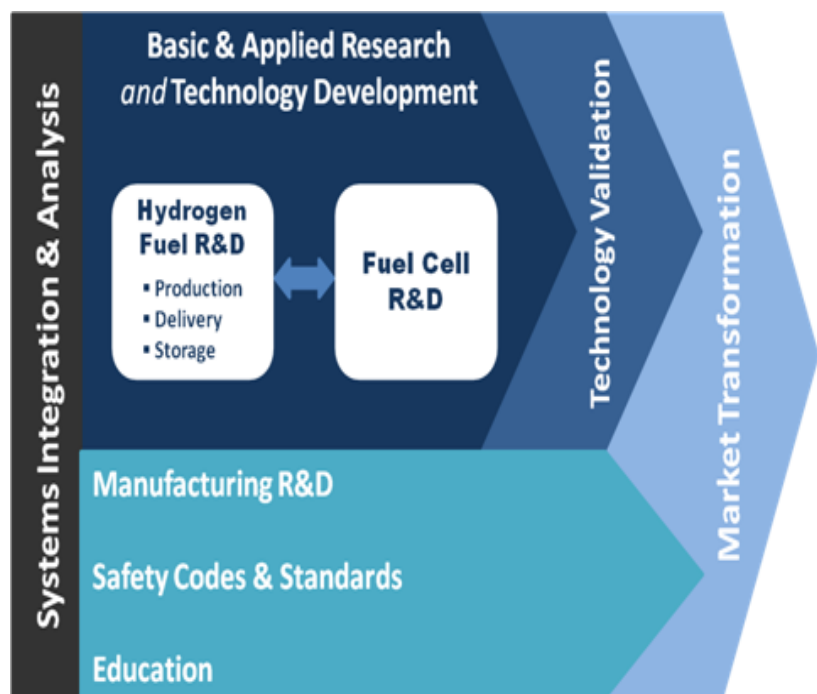 Systems Integration & Analysis
Basic & Applied Research
and Technology Development
Hydrogen
Fuel R&D
▪ Production
▪ Delivery
▪ Storage
Fuel Cell
R&D
Technology Validation
Market Transformation
Manufacturing R&D
Safety Codes & Standards
Education